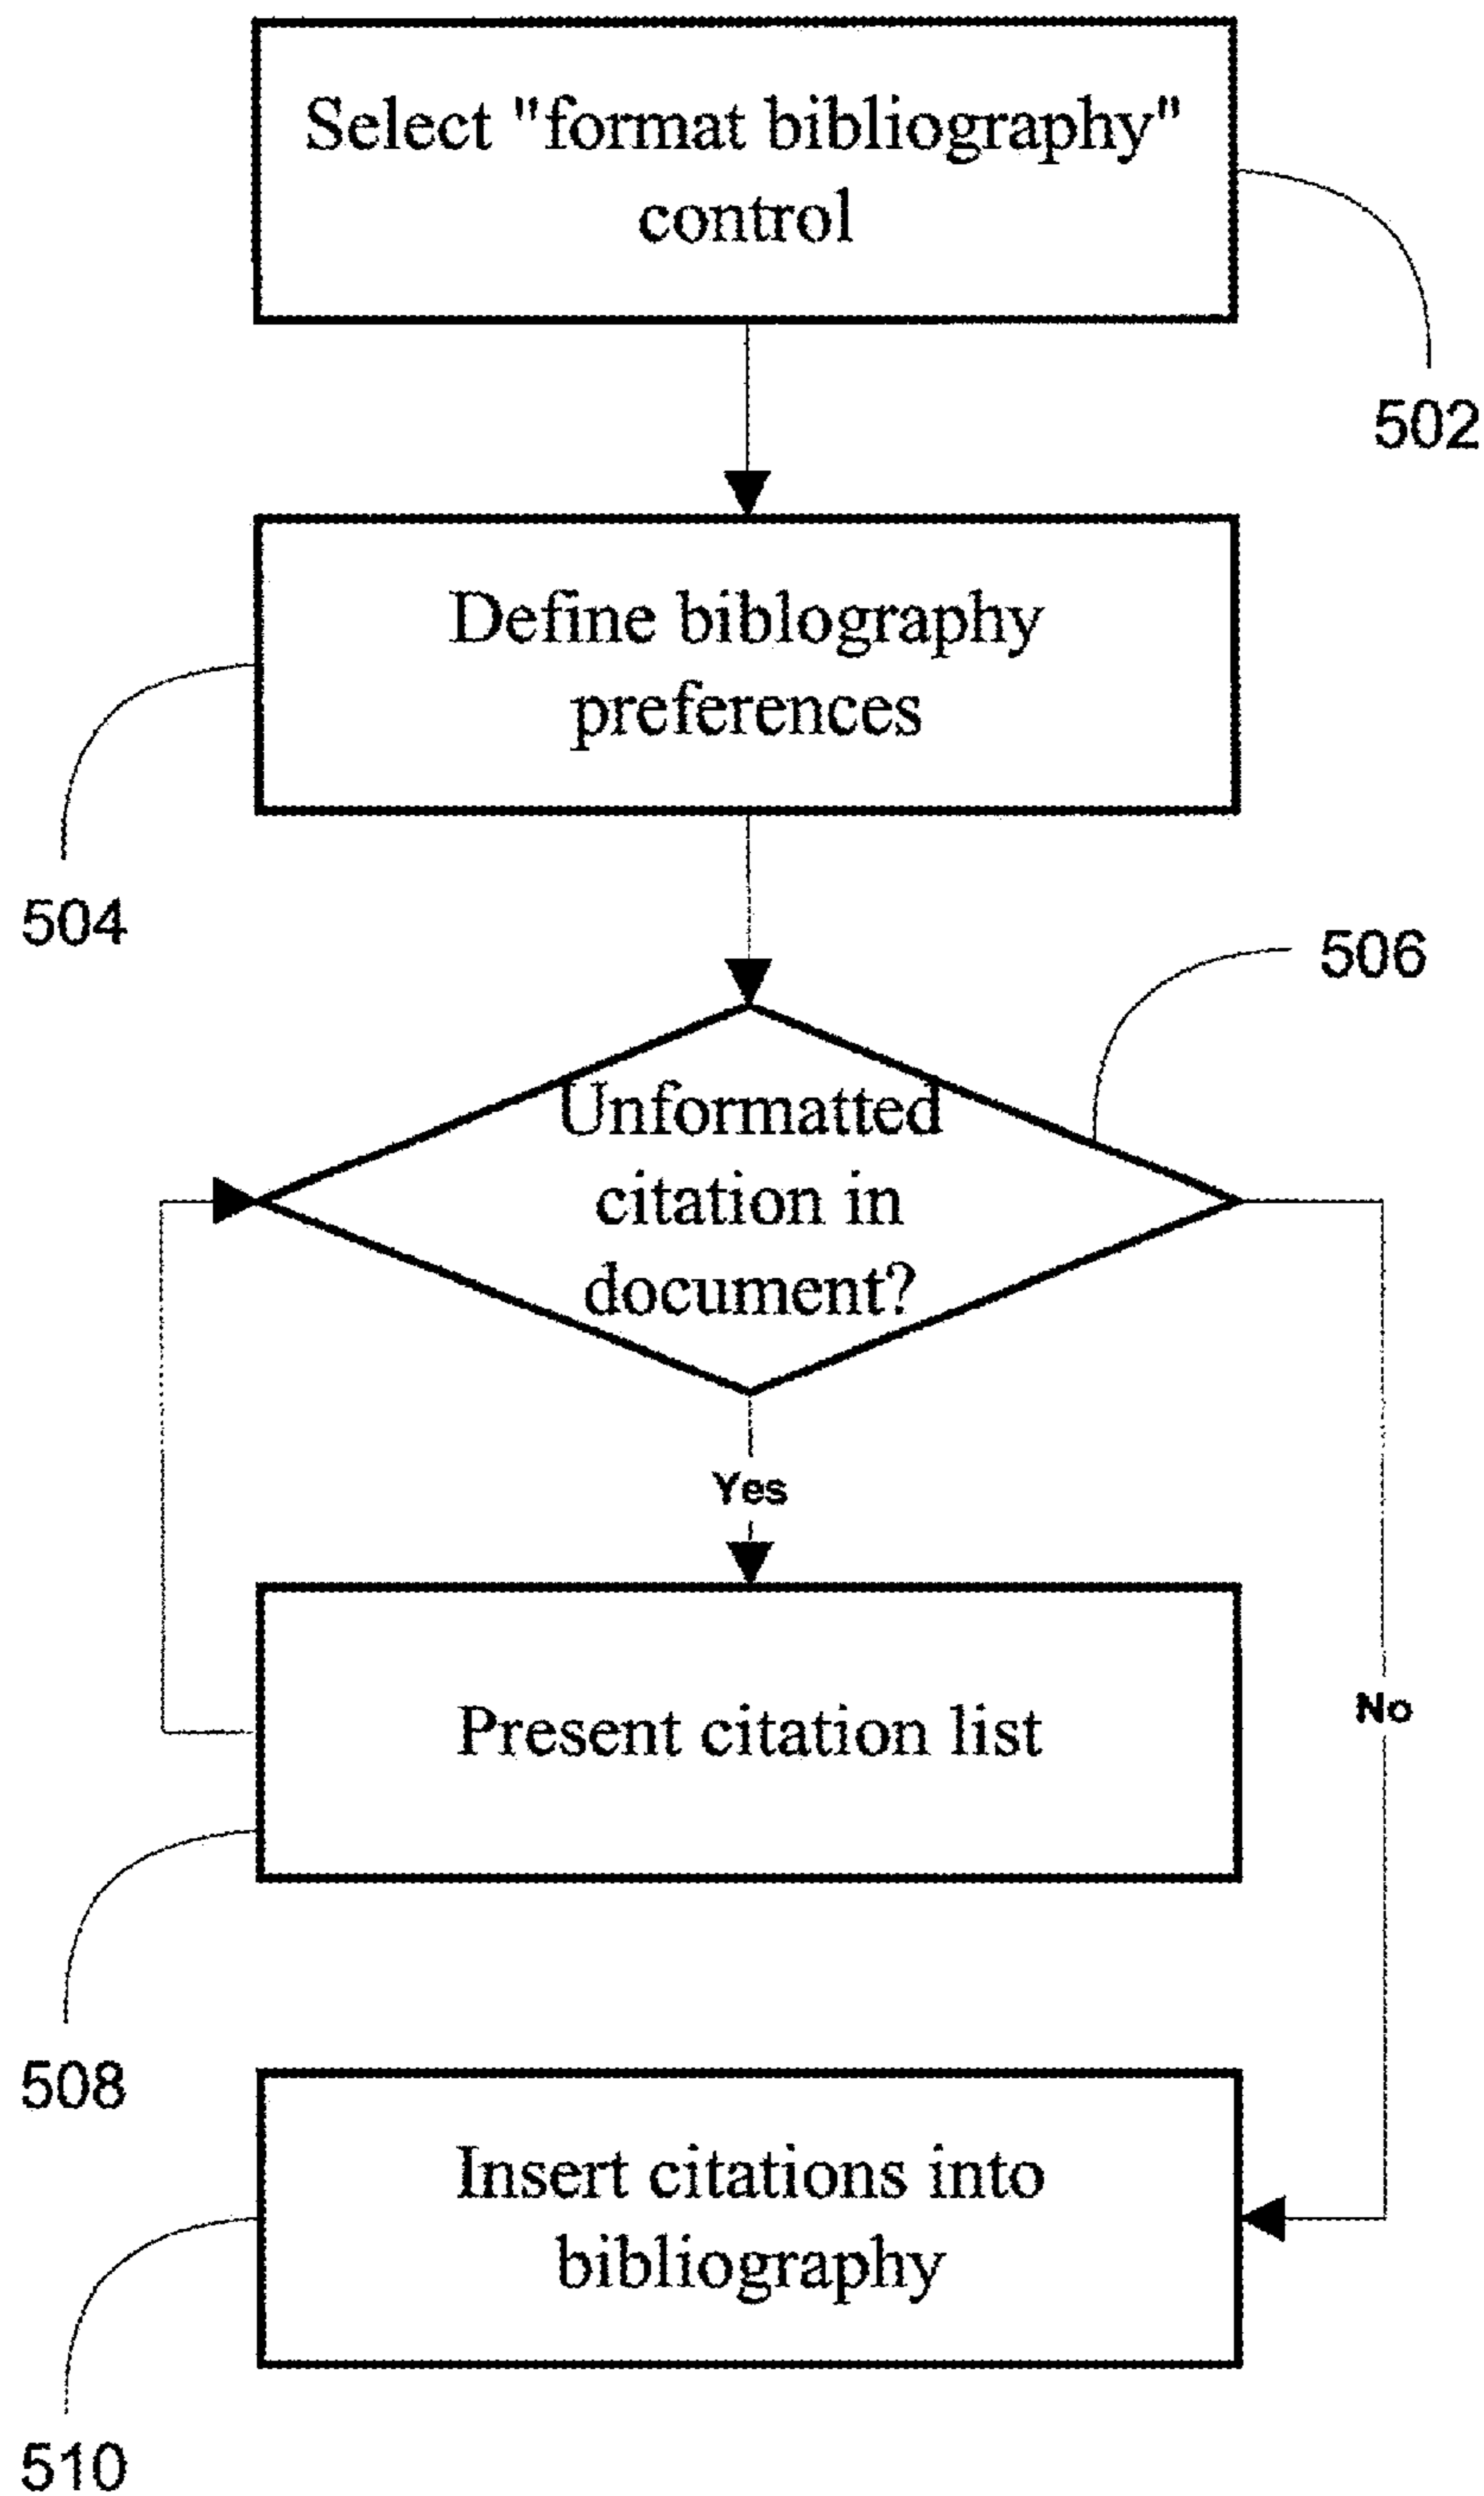 Select "format bibliography"
control
502
Define biblography
preferences
504
506
Unformatted
citation in
document?
Yes
Present citation list
No
508
Insert citations into
bibliography
510